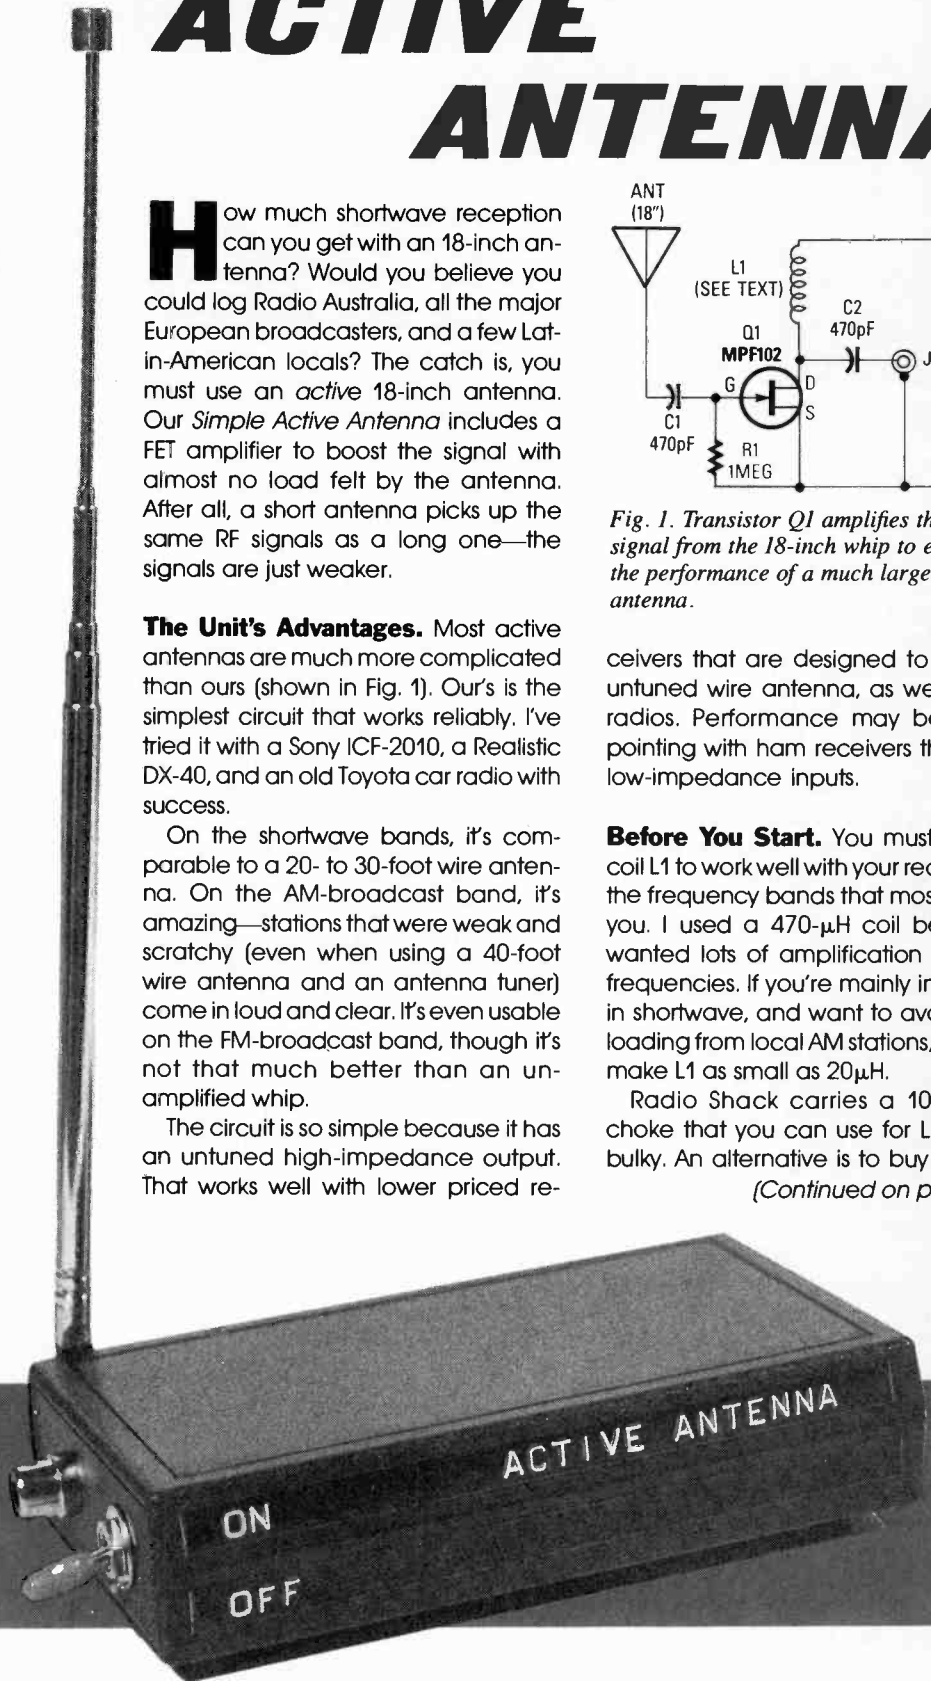 ACTIVE
ANTENNA
How much shortwave reception
can you get with an 18-inch an-
tenna? Would you believe you
could log Radio Australia, all the major
European broadcasters, and a few Lat-
in-American locals? The catch is, you
must use an active 18-inch antenna.
Our Simple Active Antenna includes a
FET amplifier to boost the signal with
almost no load felt by the antenna.
After all, a short antenna picks up the
same RF signals as a long one—the
signals are just weaker.
The Unit's Advantages. Most active
antennas are much more complicated
than ours (shown in Fig. 1). Our's is the
simplest circuit that works reliably. I've
tried it with a Sony ICF-2010, a Realistic
DX-40, and an old Toyota car radio with
success.
On the shortwave bands, it's com-
parable to a 20- to 30-foot wire anten-
na. On the AM-broadcast band, it's
amazing—stations that were weak and
scratchy (even when using a 40-foot
wire antenna and an antenna tuner)
come in loud and clear. It's even usable
on the FM-broadcast band, though it's
not that much better than an un-
amplified whip.
The circuit is so simple because it has
an untuned high-impedance output.
That works well with lower priced re-
ANT
(18")
L1
(SEE TEXT)
C2
470pF
Q1
MPF102
J
G
D
S
C1
470pF
R1
1MEG
Fig. 1. Transistor Q1 amplifies th
signal from the 18-inch whip to e
the performance of a much large
antenna.
ceivers that are designed to
untuned wire antenna, as we
radios. Performance may be
pointing with ham receivers th
low-impedance inputs.
Before You Start. You must
coil L1 to work well with your rec
the frequency bands that mos
you. I used a 470-µH coil be
wanted lots of amplification
frequencies. If you're mainly in
in shortwave, and want to avo
loading from local AM stations,
make L1 as small as 20µH.
Radio Shack carries a 10
choke that you can use for L
bulky. An alternative is to buy
(Continued on p
ACTIVE ANTENNA
ON
OFF